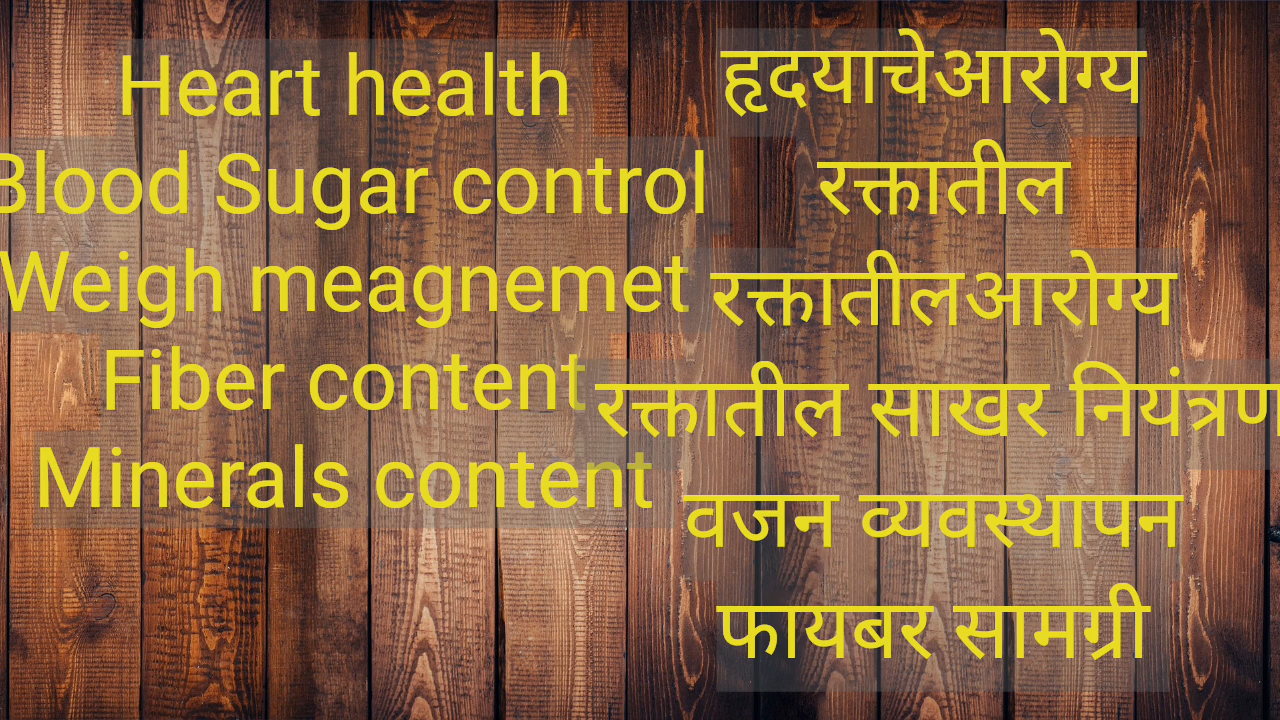 Heart health
Blood Sugar control
Weigh meagnemet
Fiber content
Minerals content
हृदयाचेआरोग्य
रक्तातील
रक्तातीलआरोग्य
रक्तातील साखर नियंत्रण
वजन व्यवस्थापन
फायबर सामग्री